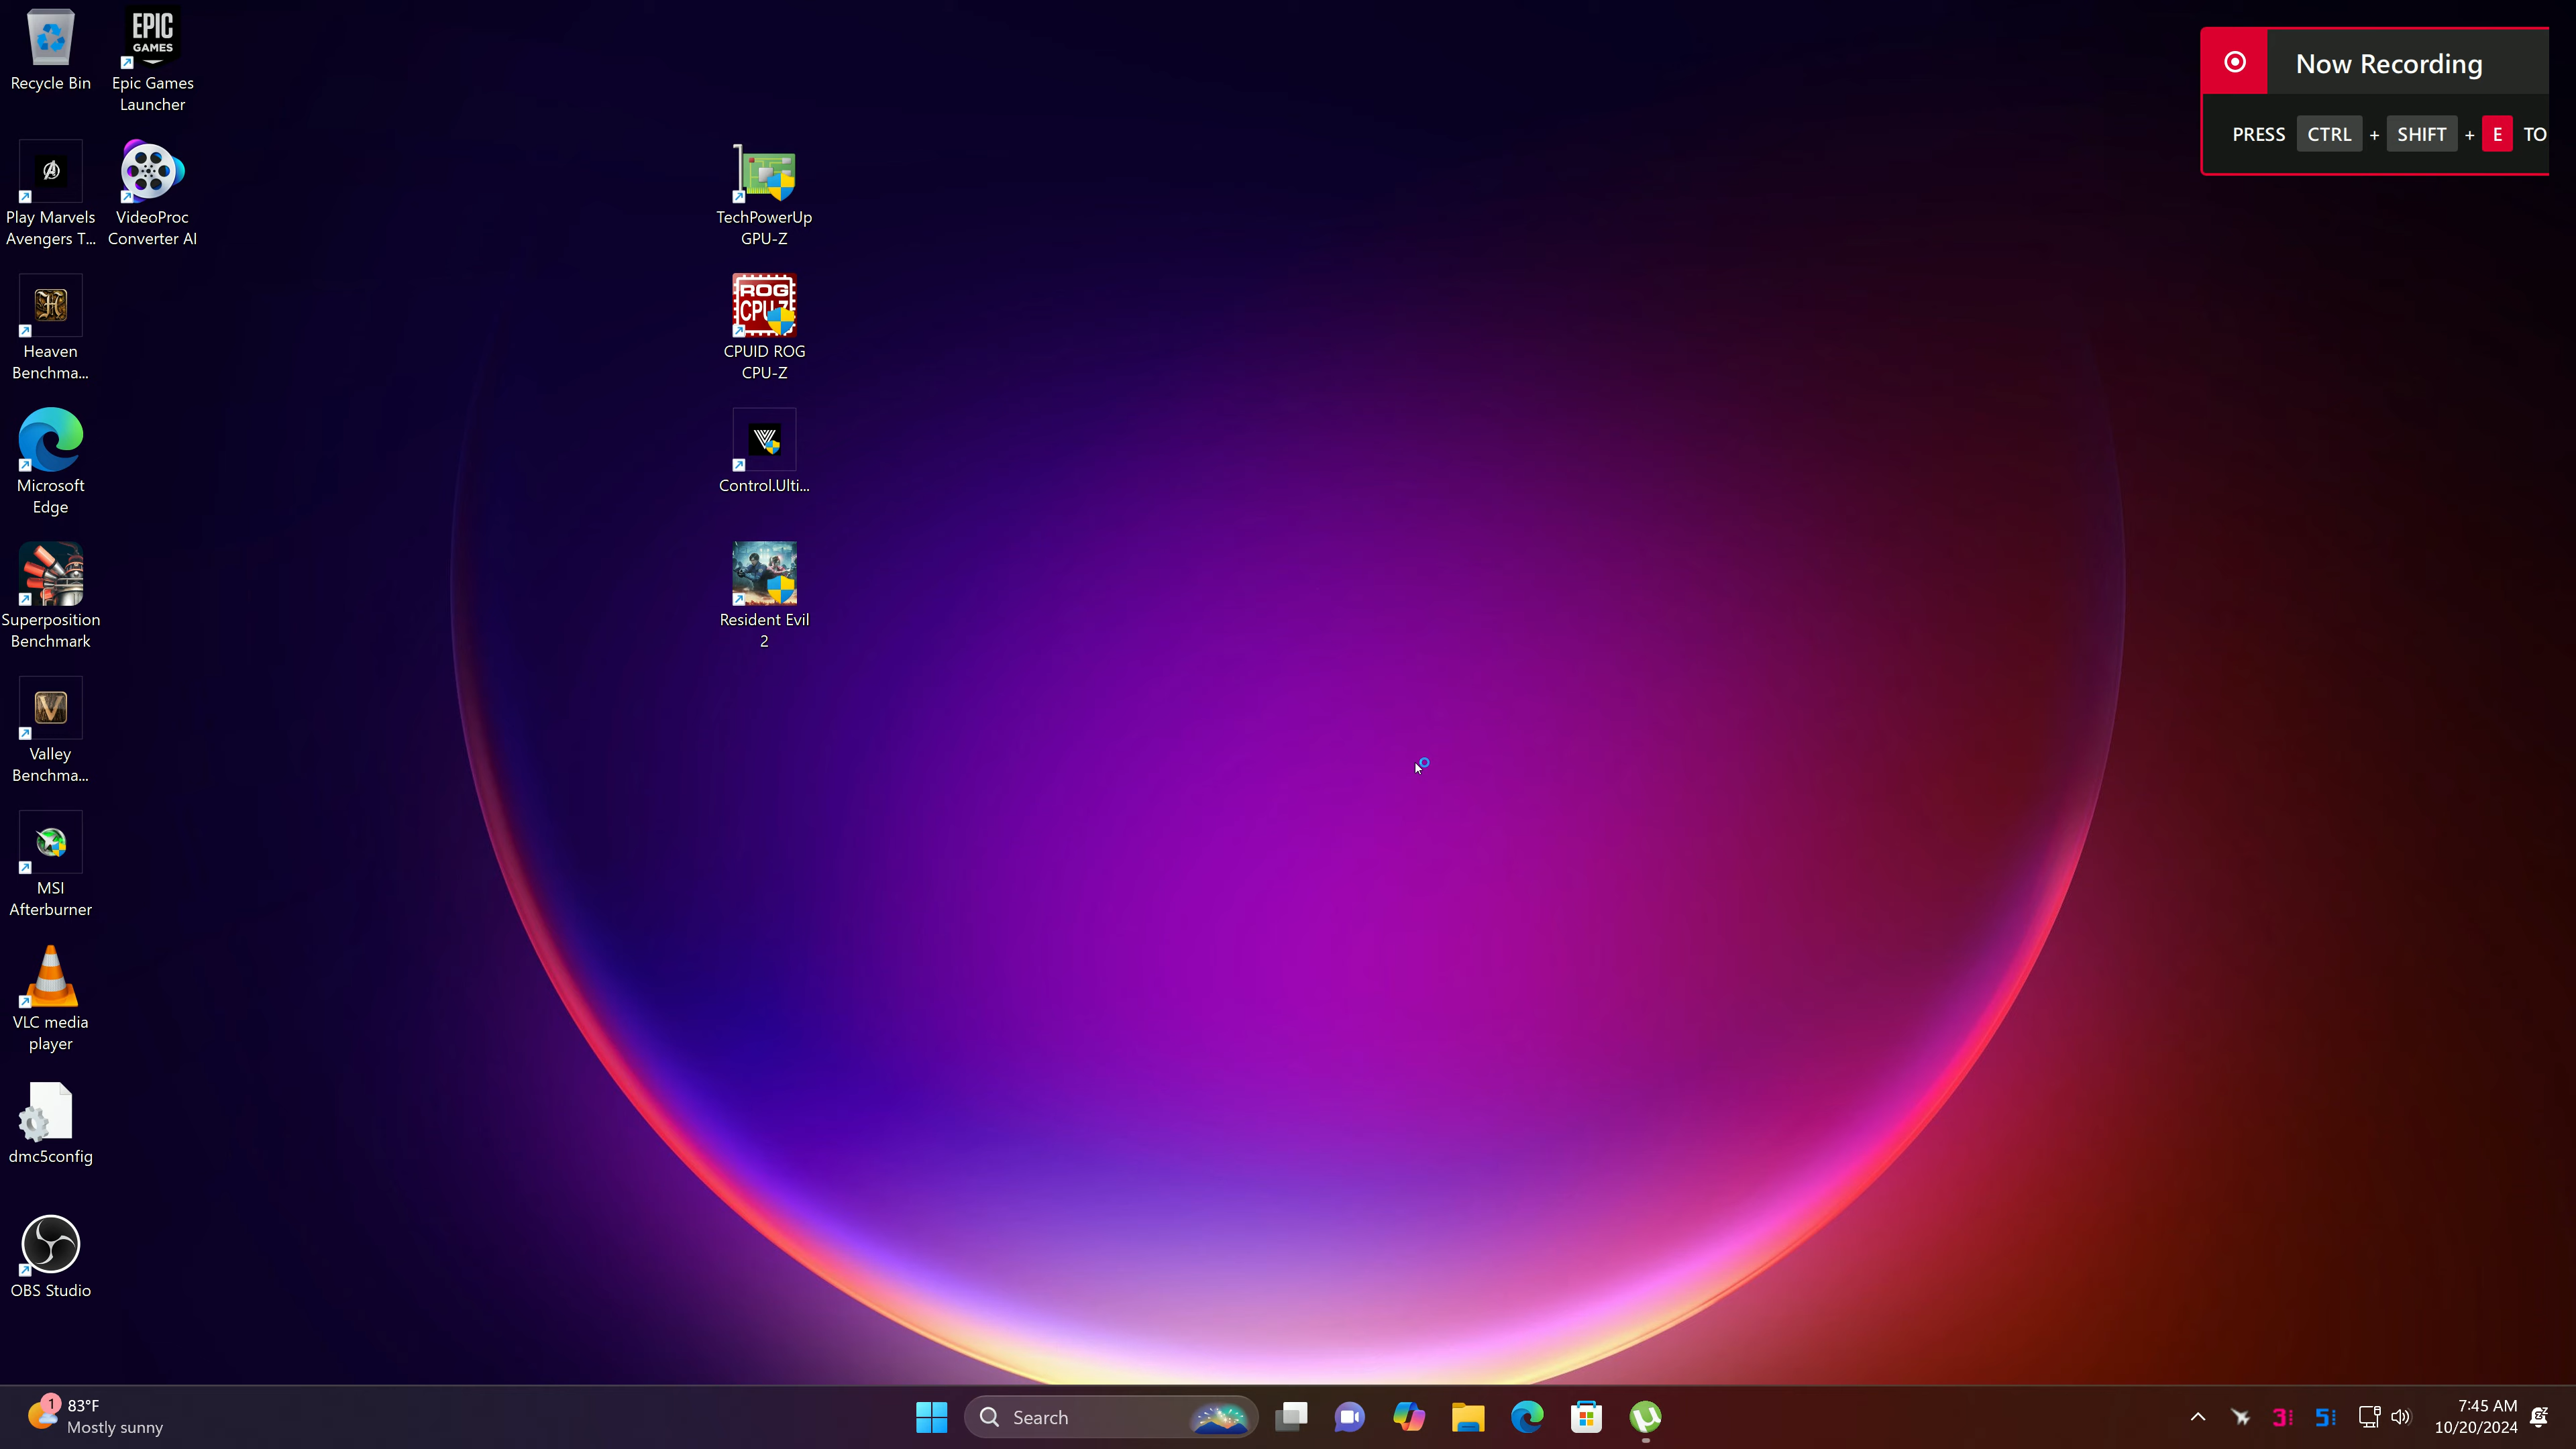 Recycle Bin
EPIC
GAMES
Epic Games
Launcher
Play Marvels
Avengers T...
VideoProc
Converter AI
Heaven
Benchma...
Microsoft
Edge
Superposition
Benchmark
V
Valley
Benchma...
MSI
Afterburner
VLC media
player
dmc5config
OBS Studio
TechPowerUp
GPU-Z
ROG
CPU-Z
CPUID ROG
CPU-Z
Control.Ulti...
Resident Evil
2
Now Recording
PRESS CTRL + SHIFT + E TO
1
83°F
Mostly sunny
Search
3
5
7:45 AM
10/20/2024